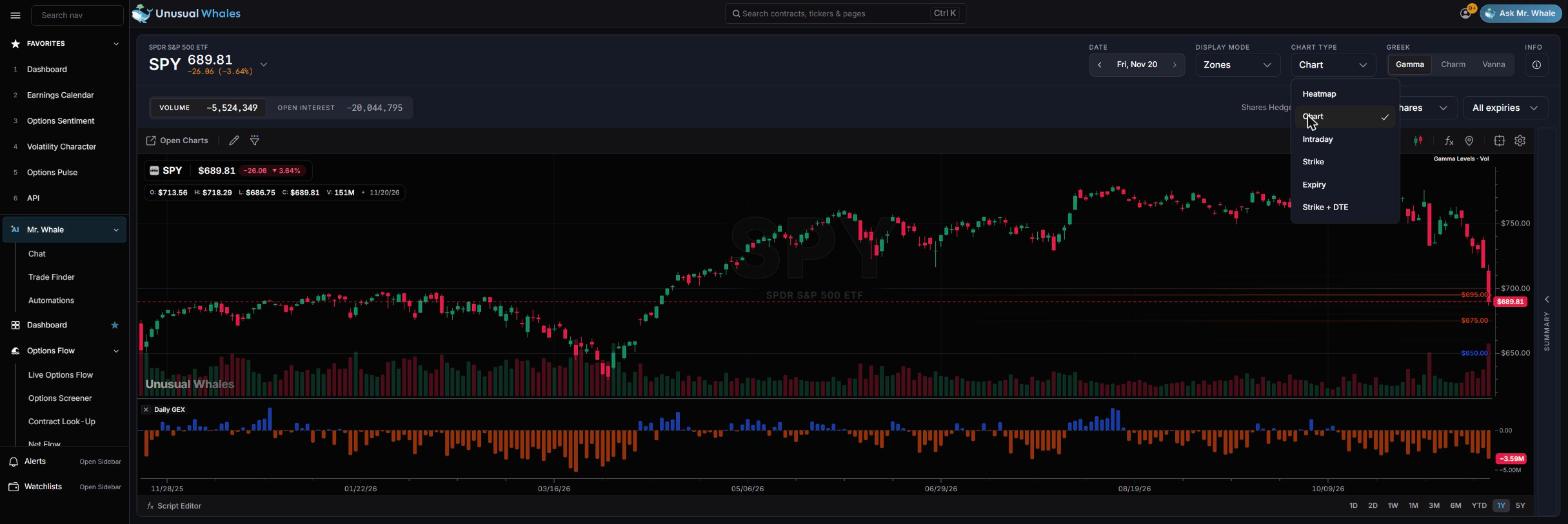 Search nav
Unusual Whales
Search contracts, tickers & pages
Ctrl K
9+
Ask Mr. Whale
FAVORITES
1 Dashboard
2 Earnings Calendar
3 Options Sentiment
4 Volatility Character
5 Options Pulse
6 API
Mr. Whale
Chat
Trade Finder
Automations
Dashboard
Options Flow
Live Options Flow
Options Screener
Contract Look-Up
Net Flow
Alerts Open Sidebar
Watchlists Open Sidebar
SPDR S&P 500 ETF
SPY 689.81
-26.06 (-3.64%)
DATE
Fri, Nov 20
DISPLAY MODE
Zones
CHART TYPE
Chart
GREEK
Gamma Charm Vanna
INFO
VOLUME -5,524,349 OPEN INTEREST -20,044,795
Shares Hedg
hares
All expiries
Heatmap
Chart
Intraday
Strike
Expiry
Strike + DTE
Open Charts
SPY $689.81 -26.06 ▼3.64%
O: $713.56 H: $718.29 L: $686.75 C: $689.81 V: 151M • 11/20/26
Gamma Levels · Vol
SPY
SPDR S&P 500 ETF
$750.00
$700.00
$695.00
$689.81
$675.00
$650.00
$650.00
SUMMARY
Unusual Whales
Daily GEX
0.00
-3.59M
-5.00M
11/28/25 01/22/26 03/16/26 05/06/26 06/29/26 08/19/26 10/09/26
fx Script Editor
1D 2D 1W 1M 3M 6M YTD 1Y 5Y